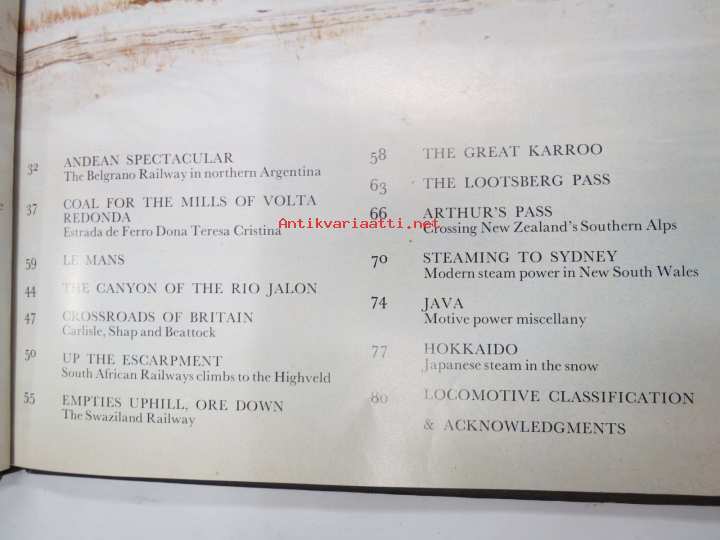 32 ANDEAN SPECTACULAR
The Belgrano Railway in northern Argentina
37 COAL FOR THE MILLS OF VOLTA
REDONDA
Estrada de Ferro Dona Teresa Cristina
59 LE MANS
44 THE CANYON OF THE RIO JALON
47 CROSSROADS OF BRITAIN
Carlisle, Shap and Beattock
50 UP THE ESCARPMENT
South African Railways climbs to the Highveld
55 EMPTIES UPHILL, ORE DOWN
The Swaziland Railway
58 THE GREAT KARROO
63 THE LOOTSBERG PASS
66 ARTHUR'S PASS
Crossing New Zealand's Southern Alps
70 STEAMING TO SYDNEY
Modern steam power in New South Wales
74 JAVA
Motive power miscellany
77 HOKKAIDO
Japanese steam in the snow
80 LOCOMOTIVE CLASSIFICATION
& ACKNOWLEDGMENTS
Antikvariaatti.net